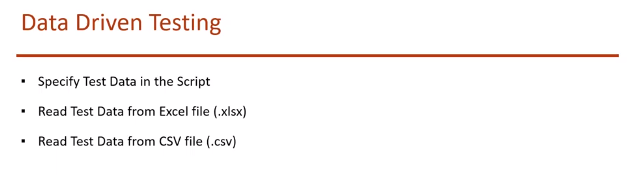 Data Driven Testing
▪ Specify Test Data in the Script
▪ Read Test Data from Excel file (.xlsx)
▪ Read Test Data from CSV file (.csv)